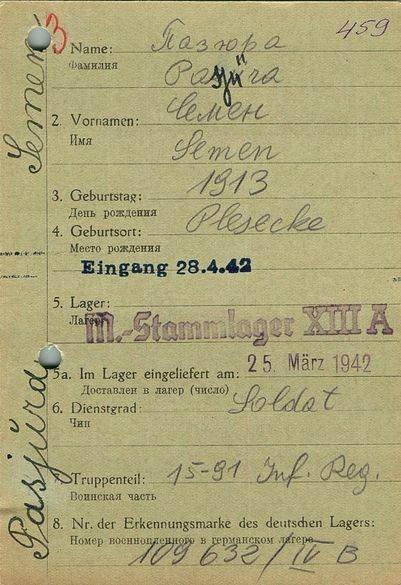 3
459
Name: Пазюра
Фамилия
Pasjura
2. Vornamen: Семен
Имя
Semen
3. Geburtstag: 1913
День рождения
4. Geburtsort: Plesecke
Место рождения
Eingang 28.4.42
5. Lager:
Лагерь
M.-Stammlager XIII A
5a. Im Lager eingeliefert am: 25. März 1942
Доставлен в лагер (число)
6. Dienstgrad: Soldat
Чин
Truppenteil: 15-91 Inf. Reg.
Воинская часть
8. Nr. der Erkennungsmarke des deutschen Lagers:
Номер военнопленного в германском лагере
109 632/IV B
Pasjura Semen